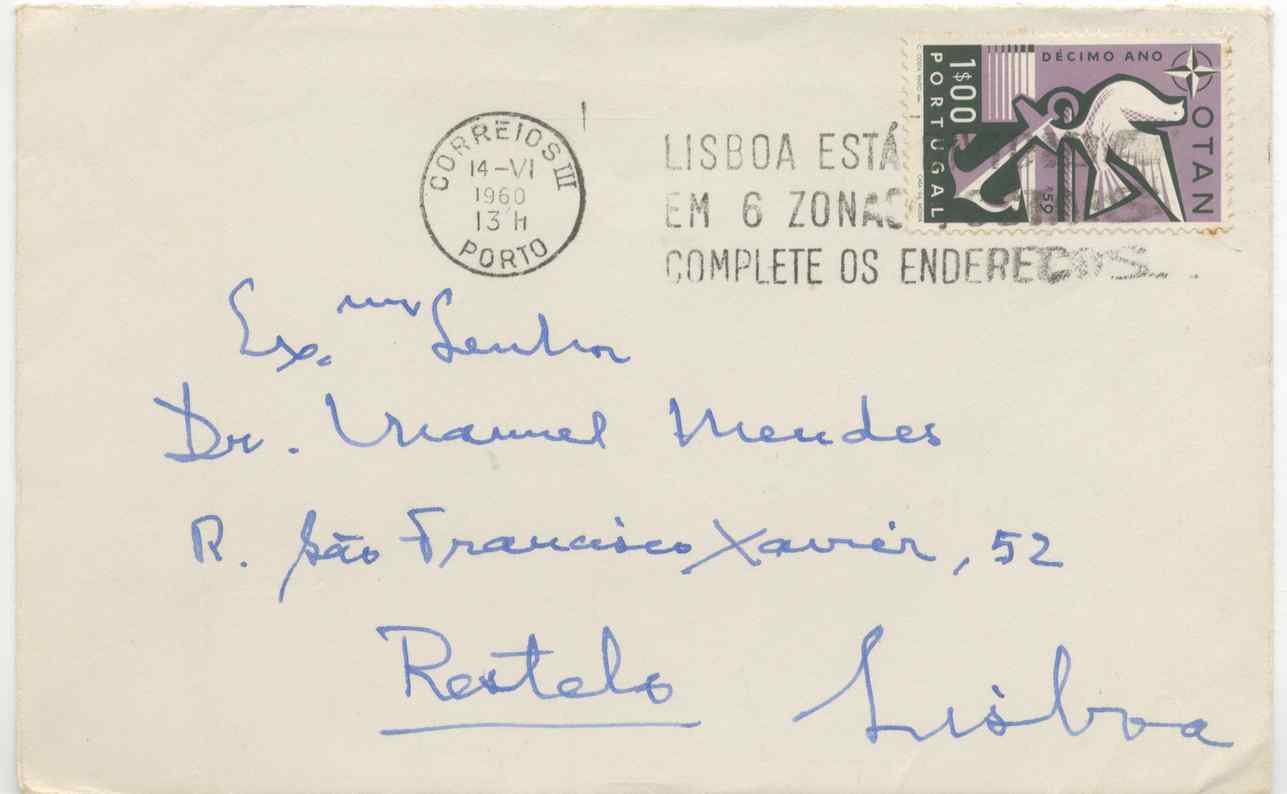 DÉCIMO ANO
OTAN
1$00
PORTUGAL
CORREIOS III
14-VI
1960
13 H
PORTO
LISBOA ESTÁ
EM 6 ZONAS
COMPLETE OS ENDEREÇOS
Ex.mo Senhor
Dr. Manuel Mendes
R. São Francisco Xavier, 52
Restelo Lisboa